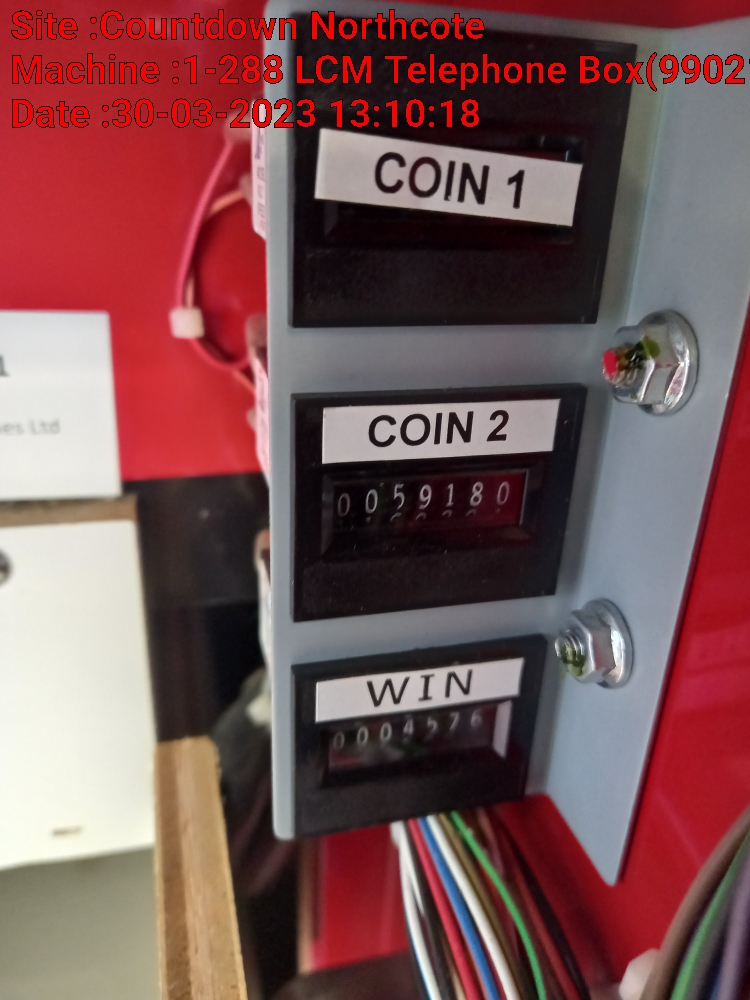 Site :Countdown Northcote
Machine :1-288 LCM Telephone Box(9902
Date :30-03-2023 13:10:18
COIN 1
COIN 2
0059180
WIN
0004576
Ltd